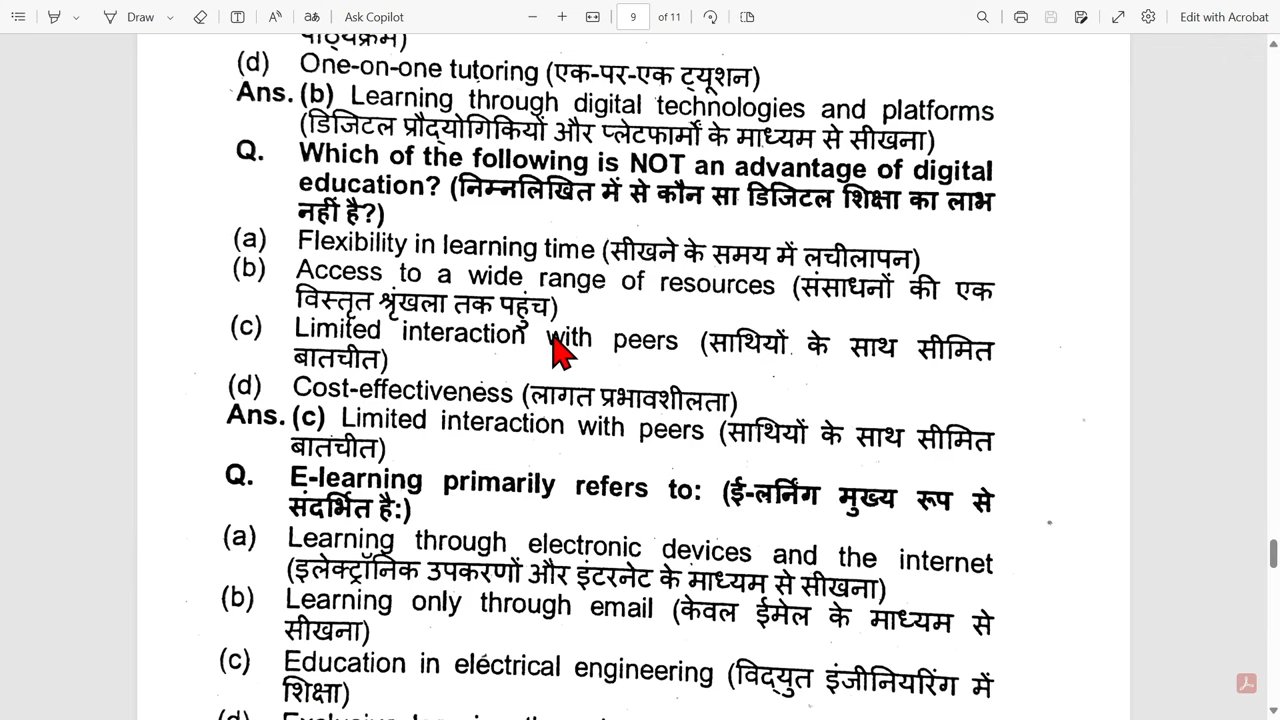 Draw
Ask Copilot
9 of 11
Edit with Acrobat
पाठ्यक्रम)
(d) One-on-one tutoring (एक-पर-एक ट्यूशन)
Ans. (b) Learning through digital technologies and platforms
(डिजिटल प्रौद्योगिकियों और प्लेटफार्मों के माध्यम से सीखना)
Q. Which of the following is NOT an advantage of digital
education? (निम्नलिखित में से कौन सा डिजिटल शिक्षा का लाभ
नहीं है?)
(a) Flexibility in learning time (सीखने के समय में लचीलापन)
(b) Access to a wide range of resources (संसाधनों की एक
विस्तृत श्रृंखला तक पहुंच)
(c) Limited interaction with peers (साथियों के साथ सीमित
बातचीत)
(d) Cost-effectiveness (लागत प्रभावशीलता)
Ans. (c) Limited interaction with peers (साथियों के साथ सीमित
बातचीत)
Q. E-learning primarily refers to: (ई-लर्निंग मुख्य रूप से
संदर्भित है:)
(a) Learning through electronic devices and the internet
(इलेक्ट्रॉनिक उपकरणों और इंटरनेट के माध्यम से सीखना)
(b) Learning only through email (केवल ईमेल के माध्यम से
सीखना)
(c) Education in electrical engineering (विद्युत इंजीनियरिंग में
शिक्षा)
(d)